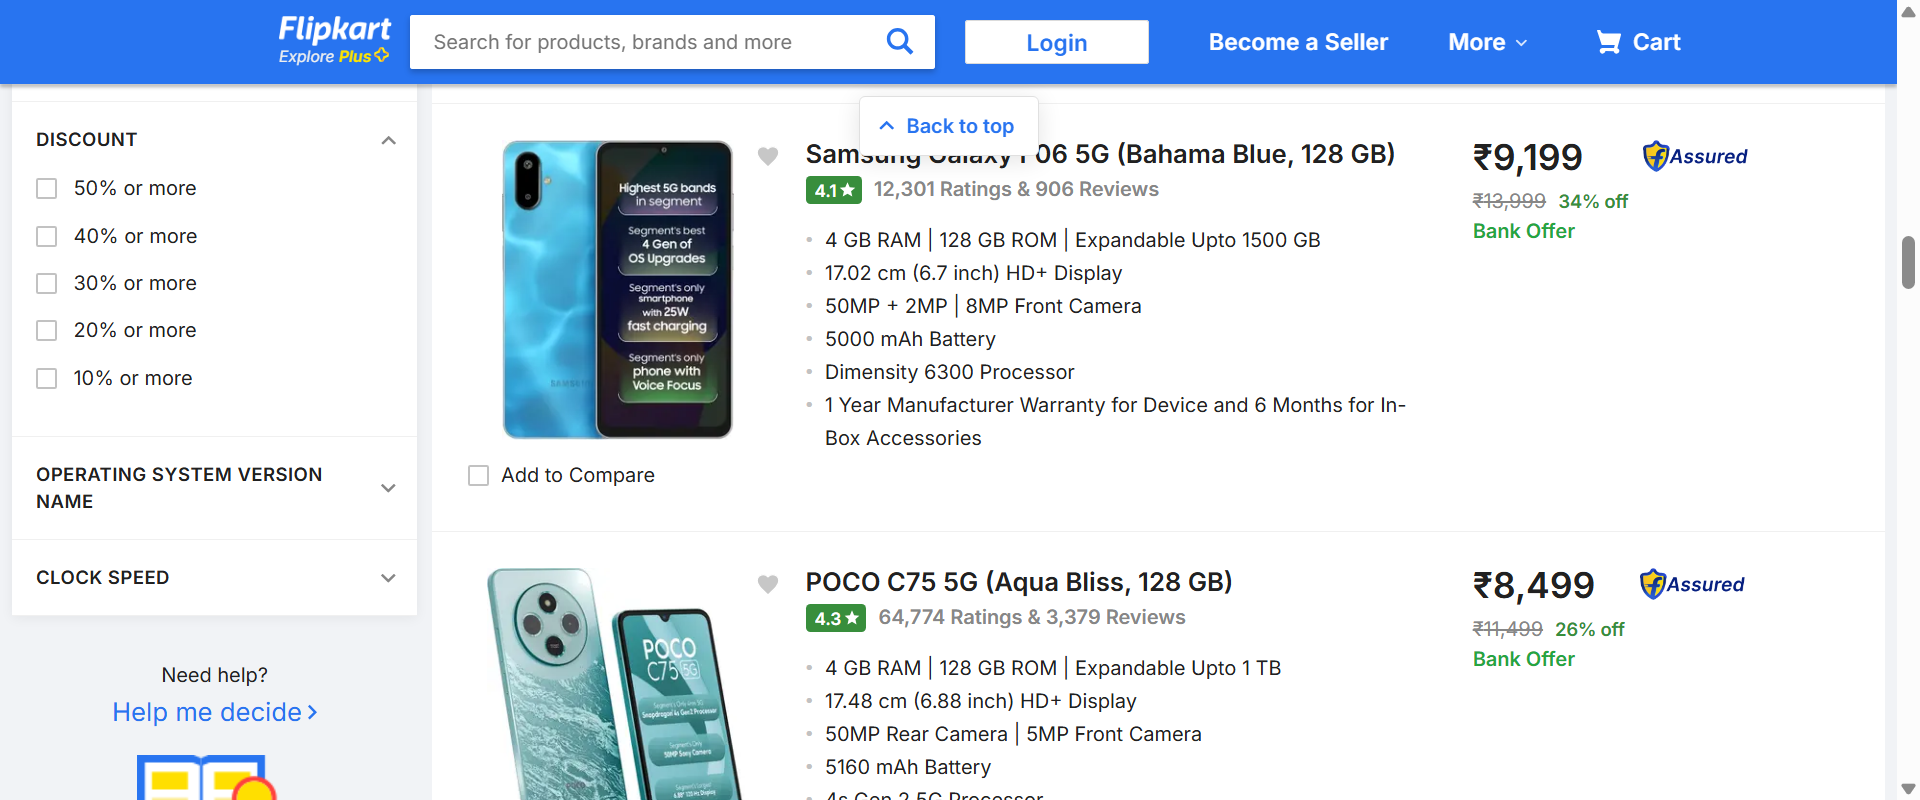 Flipkart
Explore Plus
Search for products, brands and more
Login
Become a Seller
More
Cart
Back to top
DISCOUNT
50% or more
40% or more
30% or more
20% or more
10% or more
OPERATING SYSTEM VERSION
NAME
CLOCK SPEED
Need help?
Help me decide
Highest 5G bands
in segment
Segment's best
4 Gen of
OS Upgrades
Segment's only
smartphone
with 25W
fast charging
Segment's only
phone with
Voice Focus
SAMSUNG
Add to Compare
Samsung Galaxy F06 5G (Bahama Blue, 128 GB)
4.1★ 12,301 Ratings & 906 Reviews
4 GB RAM | 128 GB ROM | Expandable Upto 1500 GB
17.02 cm (6.7 inch) HD+ Display
50MP + 2MP | 8MP Front Camera
5000 mAh Battery
Dimensity 6300 Processor
1 Year Manufacturer Warranty for Device and 6 Months for In-
Box Accessories
₹9,199
Assured
₹13,999 34% off
Bank Offer
POCO
C75 5G
Segment's Only
50MP Sony Camera
POCO C75 5G (Aqua Bliss, 128 GB)
4.3★ 64,774 Ratings & 3,379 Reviews
4 GB RAM | 128 GB ROM | Expandable Upto 1 TB
17.48 cm (6.88 inch) HD+ Display
50MP Rear Camera | 5MP Front Camera
5160 mAh Battery
4s Gen 2 5G Processor
₹8,499
Assured
₹11,499 26% off
Bank Offer